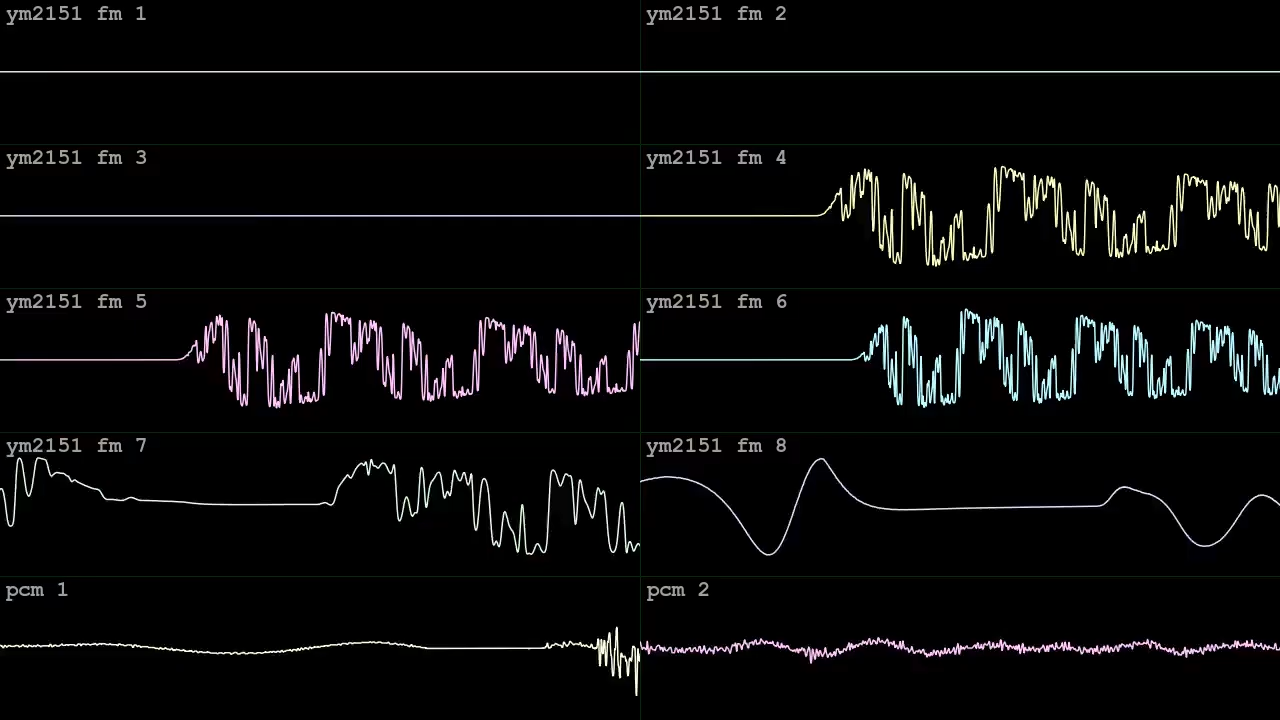 ym2151 fm 1
ym2151 fm 2
ym2151 fm 3
ym2151 fm 4
ym2151 fm 5
ym2151 fm 6
ym2151 fm 7
ym2151 fm 8
pcm 1
pcm 2